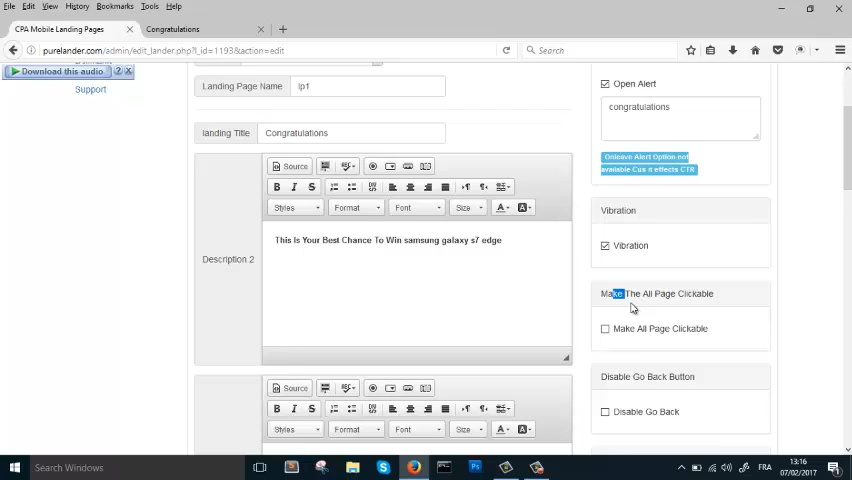 File Edit View History Bookmarks Tools Help
CPA Mobile Landing Pages
Congratulations
purelander.com/admin/edit_lander.php?l_id=1193&action=edit
Search
Download this audio ? X
Support
Landing Page Name
lp1
landing Title
Congratulations
Source
B I S
Styles Format Font Size A A
Description 2
This Is Your Best Chance To Win samsung galaxy s7 edge
Source
B I S
Styles Format Font Size A A
Open Alert
congratulations
Onleave Alert Option not
available Cus it effects CTR
Vibration
Vibration
Make The All Page Clickable
Make All Page Clickable
Disable Go Back Button
Disable Go Back
Search Windows
FRA
13:16
07/02/2017